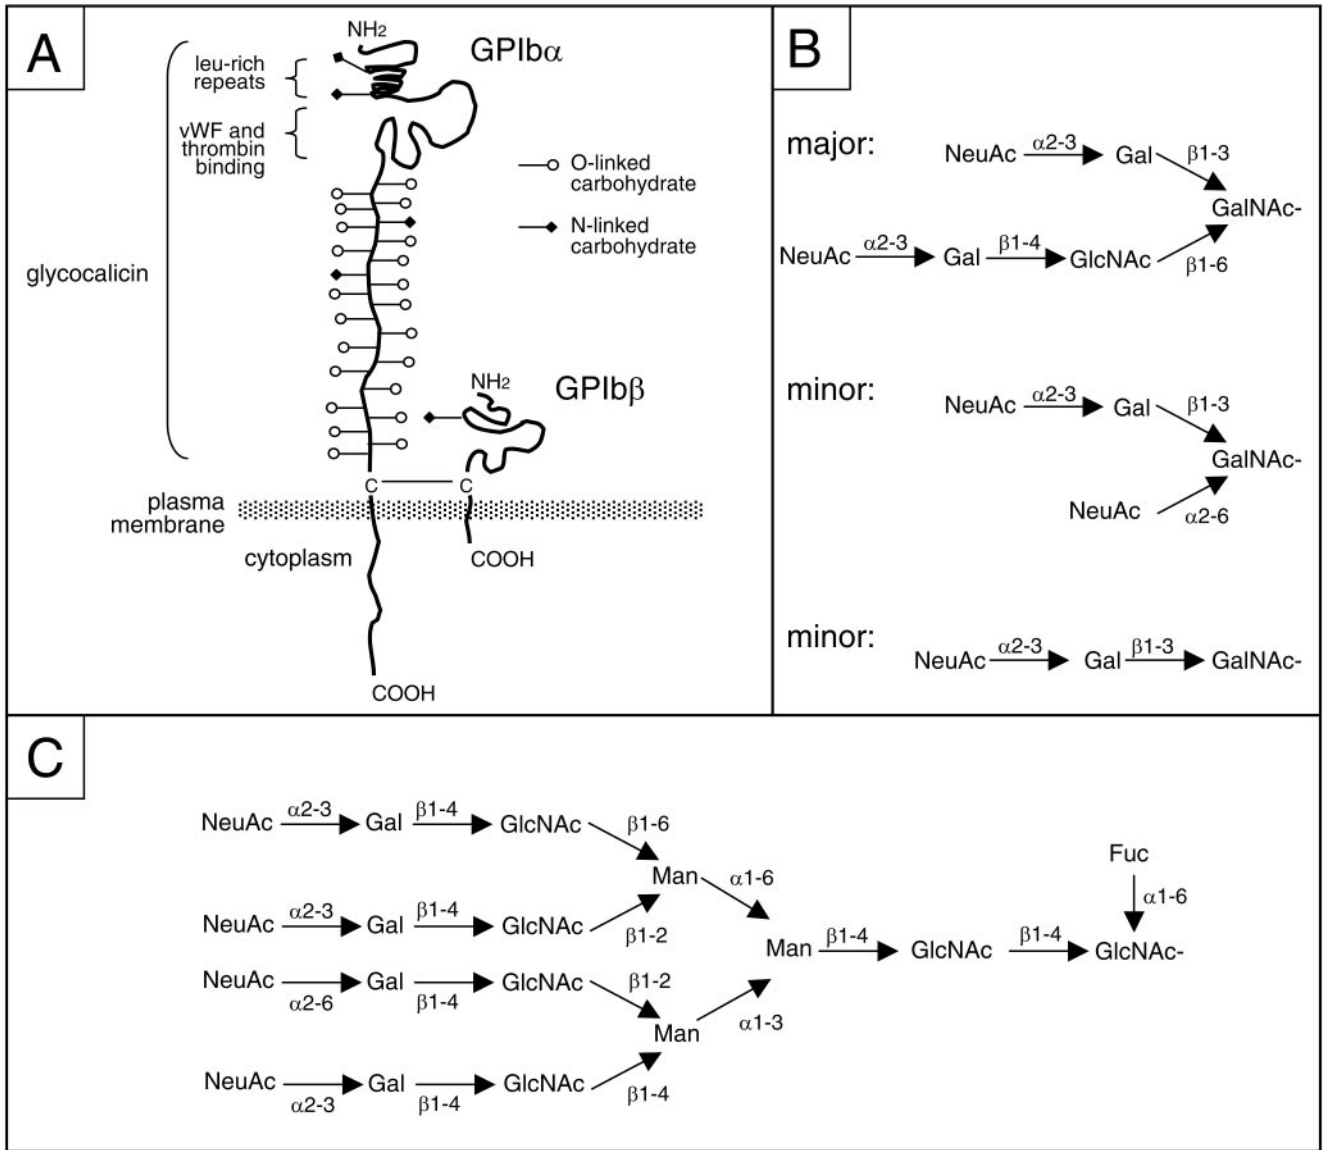 A
NH2
GPIbα
leu-rich
repeats
vWF and
thrombin
binding
O-linked
carbohydrate
N-linked
carbohydrate
glycocalicin
NH2
GPIbβ
C
C
plasma
membrane
cytoplasm
COOH
COOH
B
major:
NeuAc α2-3 Gal β1-3
GalNAc-
NeuAc α2-3 Gal β1-4 GlcNAc β1-6
minor:
NeuAc α2-3 Gal β1-3
GalNAc-
NeuAc α2-6
minor:
NeuAc α2-3 Gal β1-3 GalNAc-
C
NeuAc α2-3 Gal β1-4 GlcNAc β1-6
Man α1-6
NeuAc α2-3 Gal β1-4 GlcNAc β1-2
Fuc
α1-6
Man β1-4 GlcNAc β1-4 GlcNAc-
NeuAc α2-6 Gal β1-4 GlcNAc β1-2
Man α1-3
NeuAc α2-3 Gal β1-4 GlcNAc β1-4